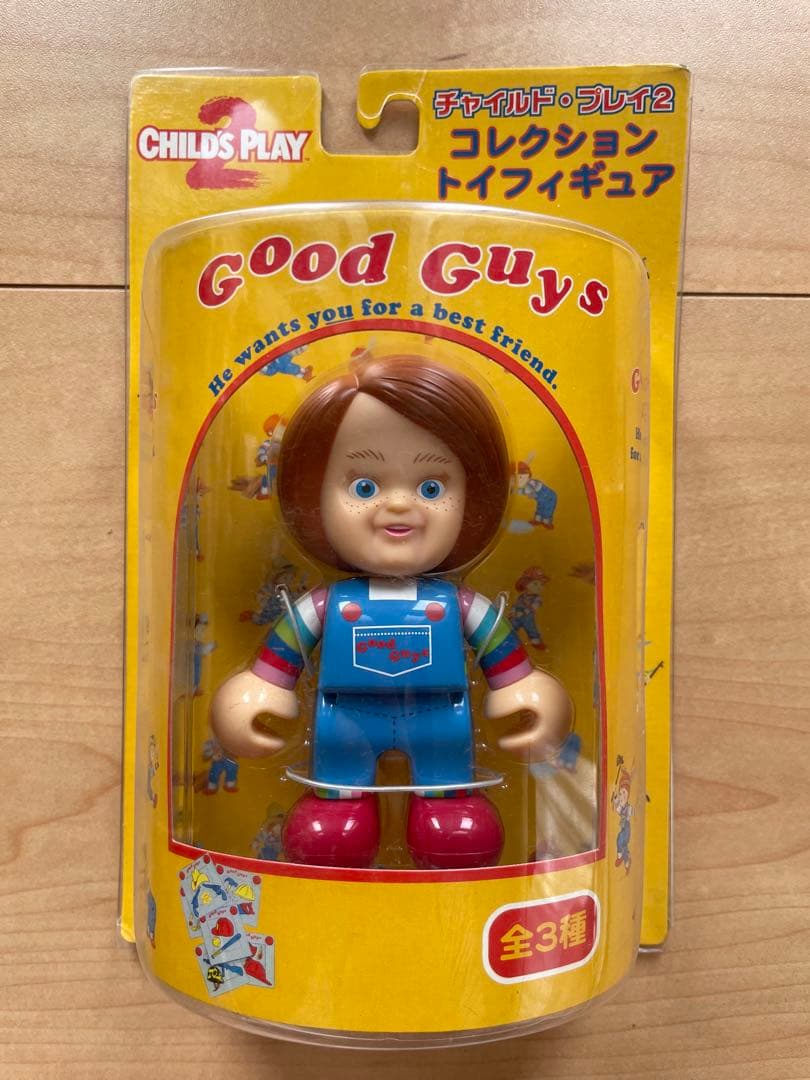 CHILD'S PLAY 2
チャイルド・プレイ2
コレクション
トイフィギュア
Good Guys
He wants you for a best friend.
Good
Guys
全3種